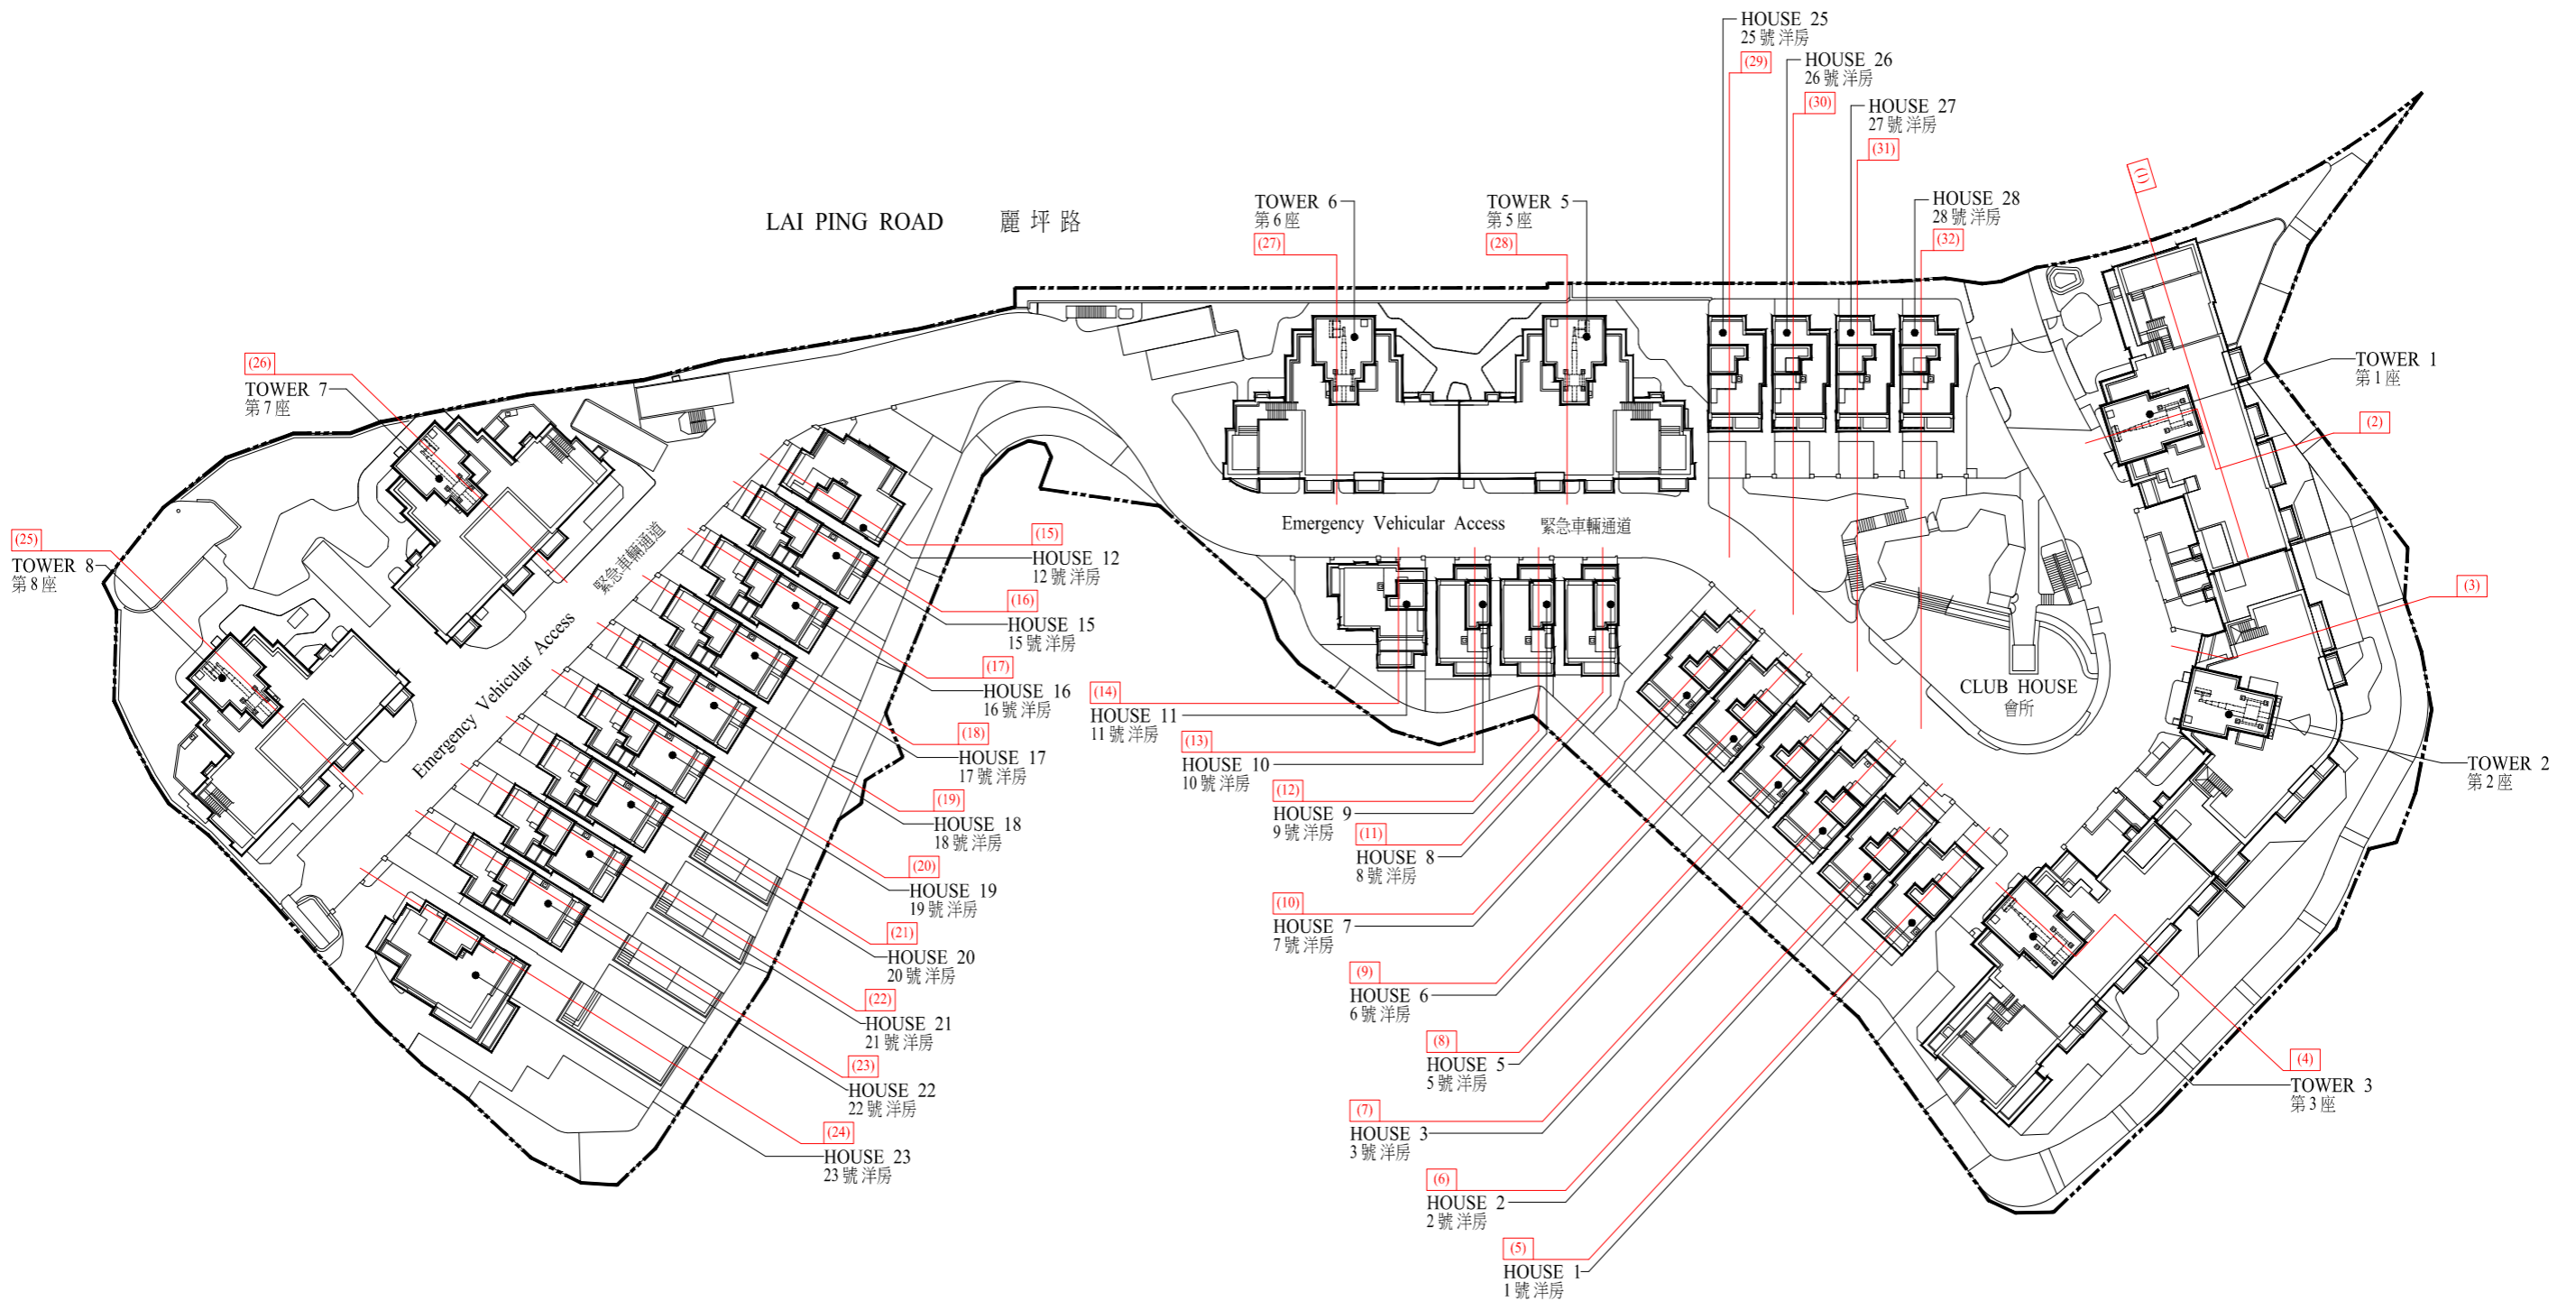 HOUSE 25
25 號洋房
(29)
HOUSE 26
26 號洋房
(30)
HOUSE 27
27 號洋房
(31)
HOUSE 28
28 號洋房
(32)
(1)
LAI PING ROAD 麗坪路
TOWER 6
第 6 座
(27)
TOWER 5
第 5 座
(28)
TOWER 1
第 1 座
(2)
(26)
TOWER 7
第 7 座
(25)
TOWER 8
第 8 座
Emergency Vehicular Access 緊急車輛通道
Emergency Vehicular Access 緊急車輛通道
(15)
HOUSE 12
12 號洋房
(16)
HOUSE 15
15 號洋房
(17)
HOUSE 16
16 號洋房
(18)
HOUSE 17
17 號洋房
(19)
HOUSE 18
18 號洋房
(20)
HOUSE 19
19 號洋房
(21)
HOUSE 20
20 號洋房
(22)
HOUSE 21
21 號洋房
(23)
HOUSE 22
22 號洋房
(24)
HOUSE 23
23 號洋房
(14)
HOUSE 11
11 號洋房
(13)
HOUSE 10
10 號洋房
(12)
HOUSE 9
9 號洋房
(11)
HOUSE 8
8 號洋房
(10)
HOUSE 7
7 號洋房
(9)
HOUSE 6
6 號洋房
(8)
HOUSE 5
5 號洋房
(7)
HOUSE 3
3 號洋房
(6)
HOUSE 2
2 號洋房
(5)
HOUSE 1
1 號洋房
(3)
CLUB HOUSE
會所
TOWER 2
第 2 座
(4)
TOWER 3
第 3 座